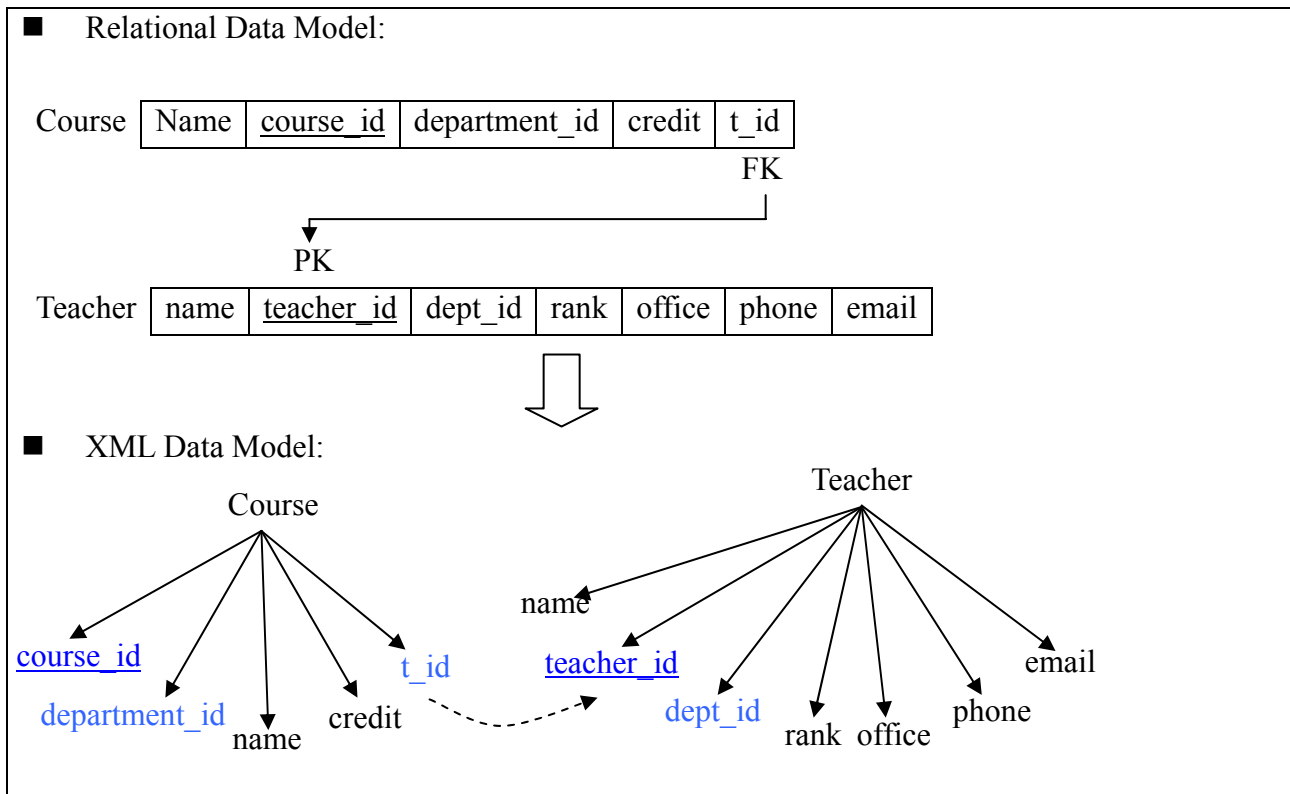 ■ Relational Data Model:
Course Name course_id department_id credit t_id
FK
PK
Teacher name teacher_id dept_id rank office phone email
■ XML Data Model:
Course
Teacher
course_id
department_id
name
credit
t_id
name
teacher_id
dept_id
rank
office
phone
email